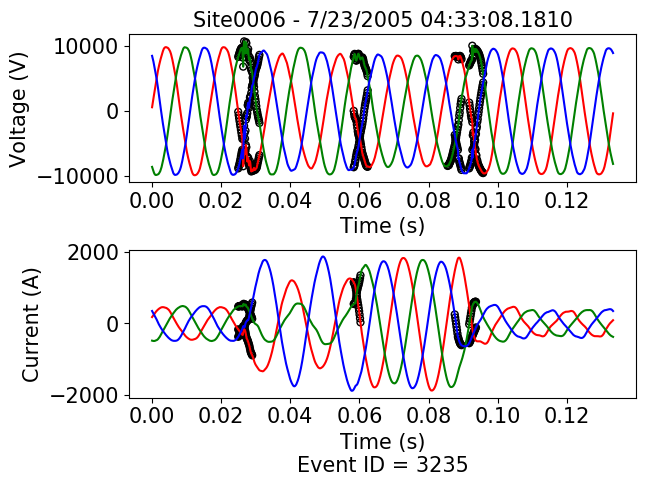 Site0006 - 7/23/2005 04:33:08.1810
Voltage (V)
10000
0
−10000
0.00 0.02 0.04 0.06 0.08 0.10 0.12
Time (s)
Current (A)
2000
0
−2000
0.00 0.02 0.04 0.06 0.08 0.10 0.12
Time (s)
Event ID = 3235